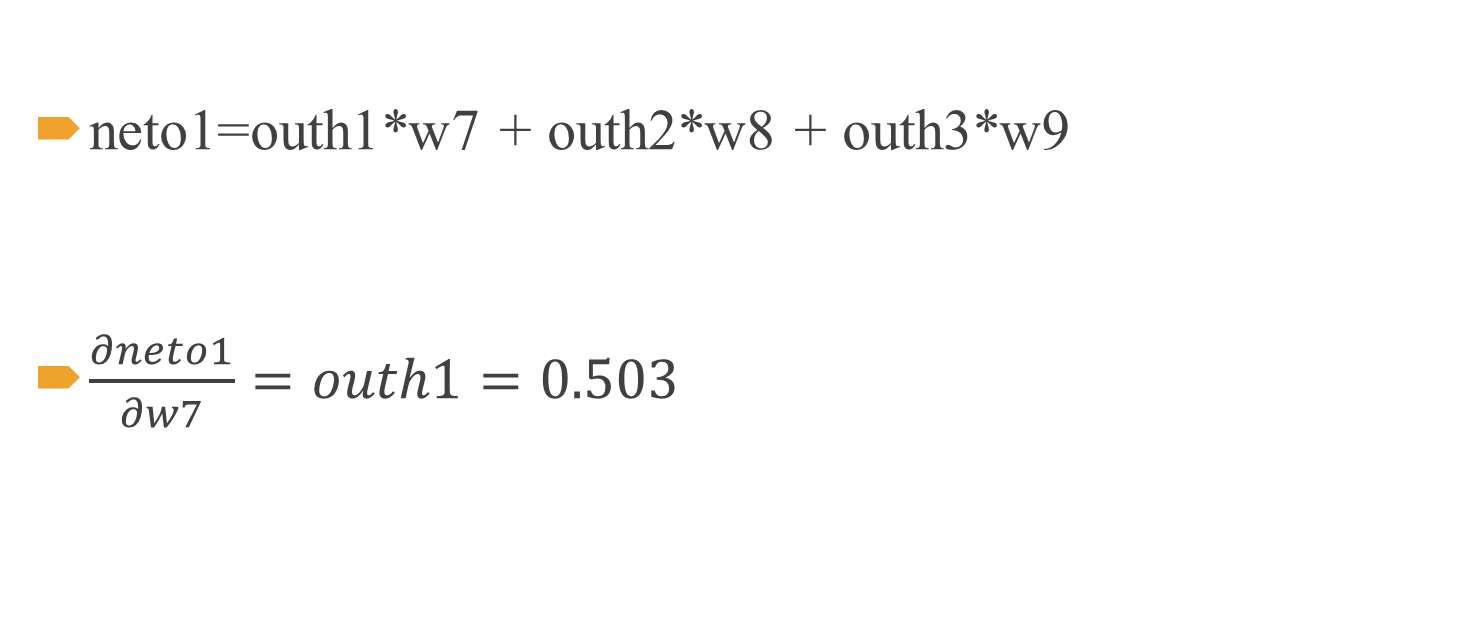 neto1=outh1*w7 + outh2*w8 + outh3*w9
∂neto1/∂w7 = outh1 = 0.503